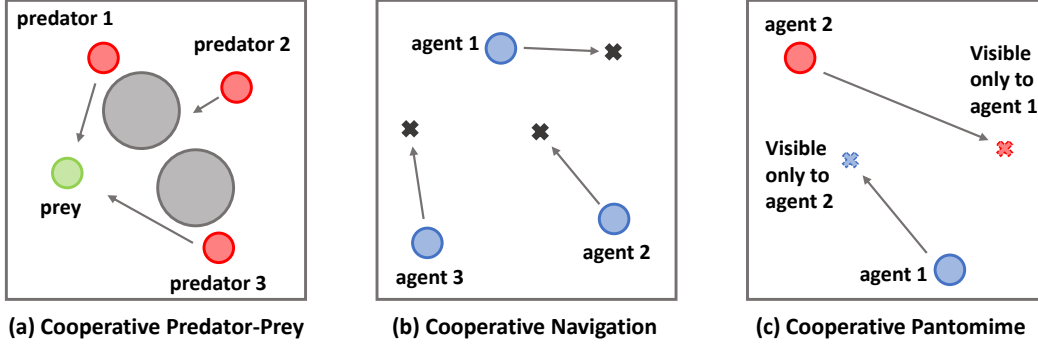 predator 1
predator 2
prey
predator 3
(a) Cooperative Predator-Prey
agent 1
agent 2
agent 3
(b) Cooperative Navigation
agent 2
Visible
only to
agent 1
Visible
only to
agent 2
agent 1
(c) Cooperative Pantomime